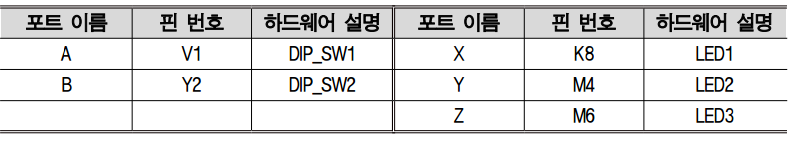 포트 이름 핀 번호 하드웨어 설명 포트 이름 핀 번호 하드웨어 설명
A V1 DIP_SW1 X K8 LED1
B Y2 DIP_SW2 Y M4 LED2
Z M6 LED3